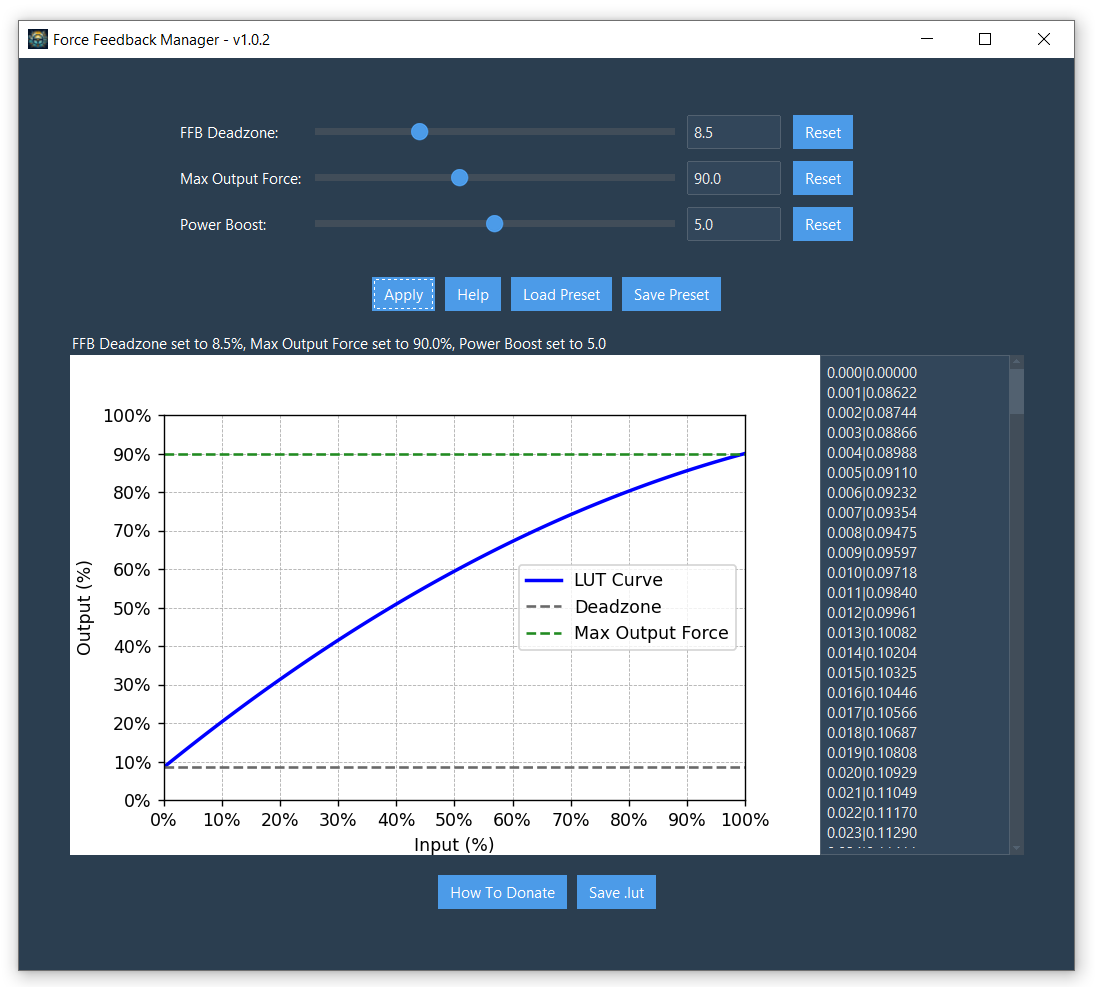 Force Feedback Manager - v1.0.2
FFB Deadzone: 8.5 Reset
Max Output Force: 90.0 Reset
Power Boost: 5.0 Reset
Apply Help Load Preset Save Preset
FFB Deadzone set to 8.5%, Max Output Force set to 90.0%, Power Boost set to 5.0
100%
90%
80%
70%
60%
50%
40%
30%
20%
10%
0%
Output (%)
LUT Curve
Deadzone
Max Output Force
0% 10% 20% 30% 40% 50% 60% 70% 80% 90% 100%
Input (%)
0.000|0.00000
0.001|0.08622
0.002|0.08744
0.003|0.08866
0.004|0.08988
0.005|0.09110
0.006|0.09232
0.007|0.09354
0.008|0.09475
0.009|0.09597
0.010|0.09718
0.011|0.09840
0.012|0.09961
0.013|0.10082
0.014|0.10204
0.015|0.10325
0.016|0.10446
0.017|0.10566
0.018|0.10687
0.019|0.10808
0.020|0.10929
0.021|0.11049
0.022|0.11170
0.023|0.11290
How To Donate Save .lut